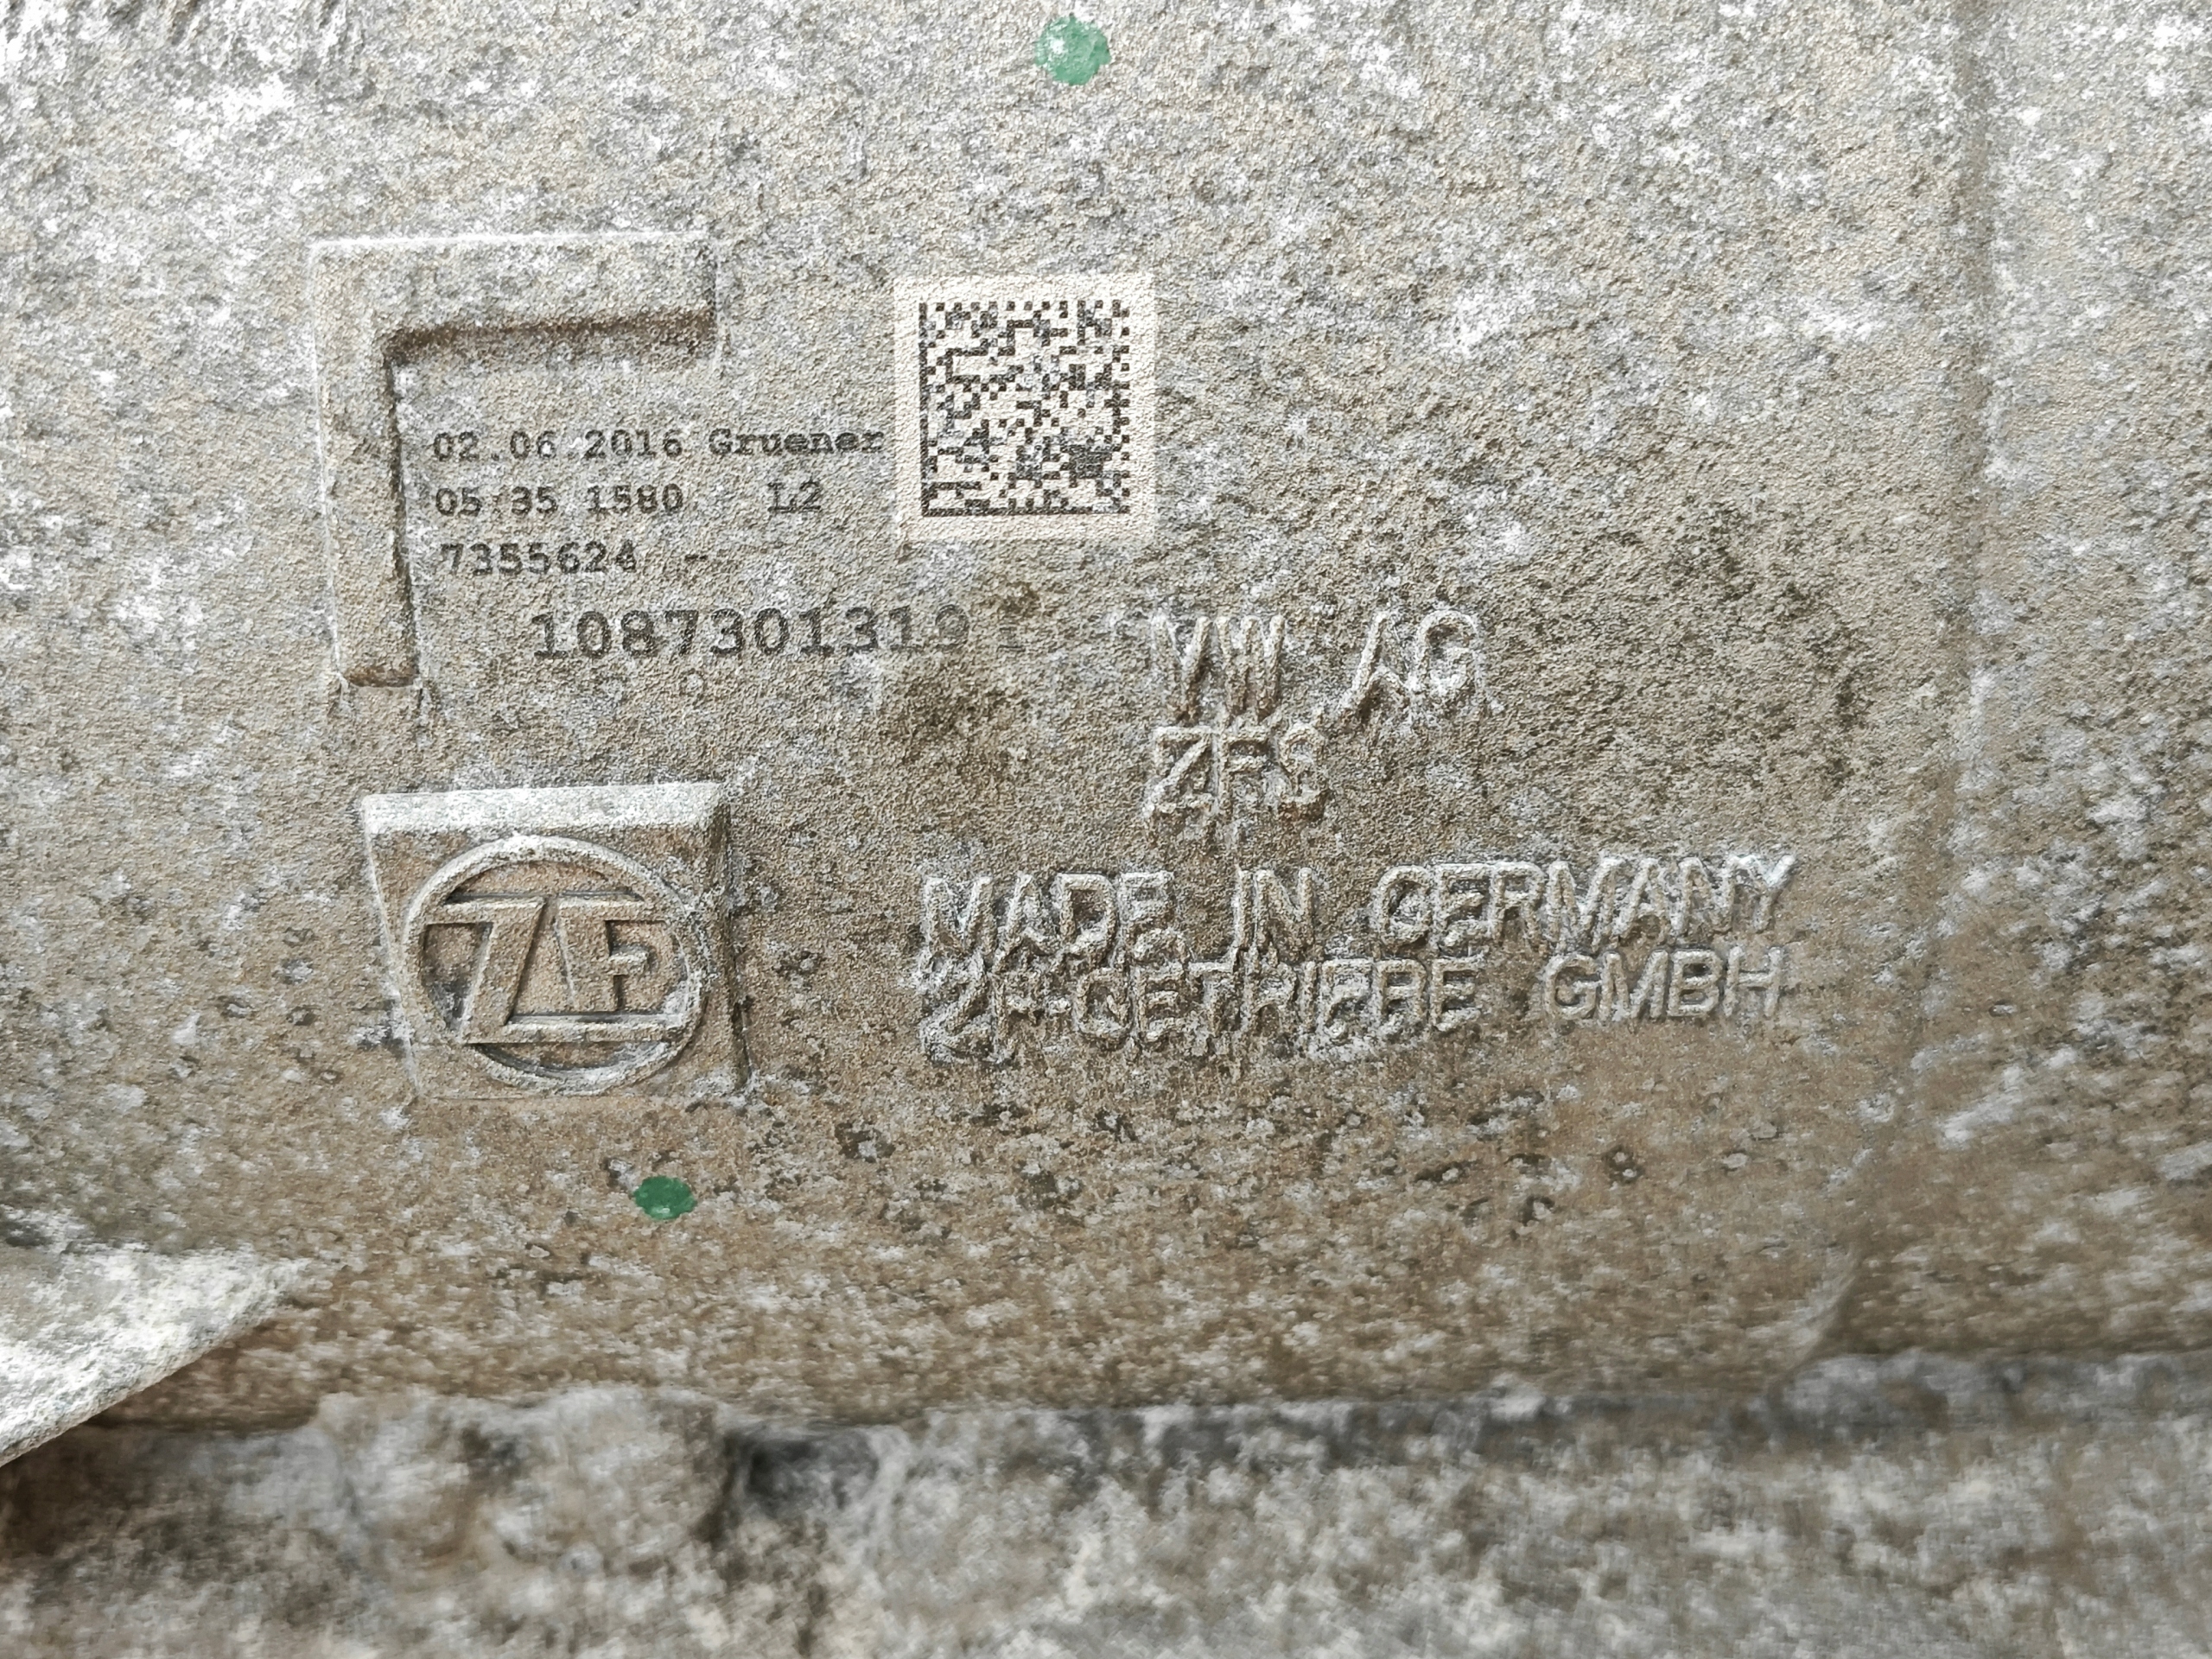 02.06.2016 Gruener
05:35 1580 L2
7355624 -
1087301319
VW AG
ZFS
ZF
MADE IN GERMANY
ZF-GETRIEBE GMBH